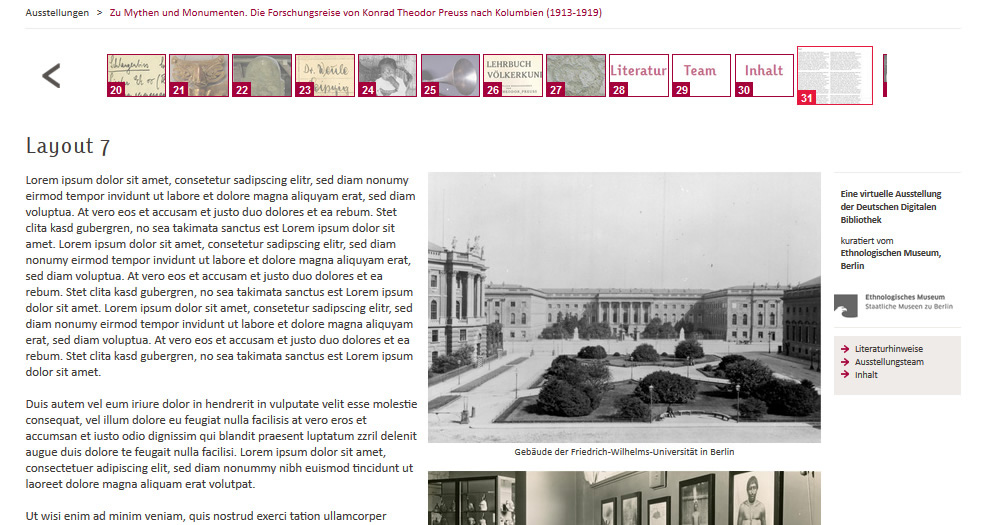 Ausstellungen > Zu Mythen und Monumenten. Die Forschungsreise von Konrad Theodor Preuss nach Kolumbien (1913-1919)
20 21 22 23 24 25 26 27 28 29 30 31
Dr. Weule
LEHRBUCH
VÖLKERKUN
Literatur Team Inhalt
Layout 7
Lorem ipsum dolor sit amet, consetetur sadipscing elitr, sed diam nonumy
eirmod tempor invidunt ut labore et dolore magna aliquyam erat, sed diam
voluptua. At vero eos et accusam et justo duo dolores et ea rebum. Stet
clita kasd gubergren, no sea takimata sanctus est Lorem ipsum dolor sit
amet. Lorem ipsum dolor sit amet, consetetur sadipscing elitr, sed diam
nonumy eirmod tempor invidunt ut labore et dolore magna aliquyam erat,
sed diam voluptua. At vero eos et accusam et justo duo dolores et ea
rebum. Stet clita kasd gubergren, no sea takimata sanctus est Lorem ipsum
dolor sit amet. Lorem ipsum dolor sit amet, consetetur sadipscing elitr, sed
diam nonumy eirmod tempor invidunt ut labore et dolore magna aliquyam
erat, sed diam voluptua. At vero eos et accusam et justo duo dolores et ea
rebum. Stet clita kasd gubergren, no sea takimata sanctus est Lorem ipsum
dolor sit amet.
Duis autem vel eum iriure dolor in hendrerit in vulputate velit esse molestie
consequat, vel illum dolore eu feugiat nulla facilisis at vero eros et
accumsan et iusto odio dignissim qui blandit praesent luptatum zzril delenit
augue duis dolore te feugait nulla facilisi. Lorem ipsum dolor sit amet,
consectetuer adipiscing elit, sed diam nonummy nibh euismod tincidunt ut
laoreet dolore magna aliquam erat volutpat.
Ut wisi enim ad minim veniam, quis nostrud exerci tation ullamcorper
Gebäude der Friedrich-Wilhelms-Universität in Berlin
Eine virtuelle Ausstellung
der Deutschen Digitalen
Bibliothek
kuratiert vom
Ethnologischen Museum,
Berlin
Ethnologisches Museum
Staatliche Museen zu Berlin
Literaturhinweise
Ausstellungsteam
Inhalt